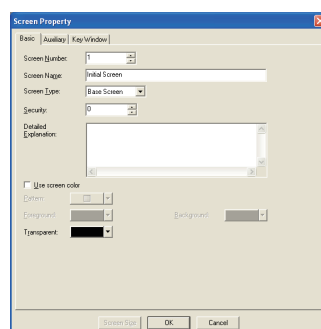 Screen Property
Basic Auxiliary Key Window
Screen Number: 1
Screen Name: Initial Screen
Screen Type: Base Screen
Security: 0
Detailed
Explanation:
Use screen color
Pattern:
Foreground: Background:
Transparent:
Screen Size OK Cancel